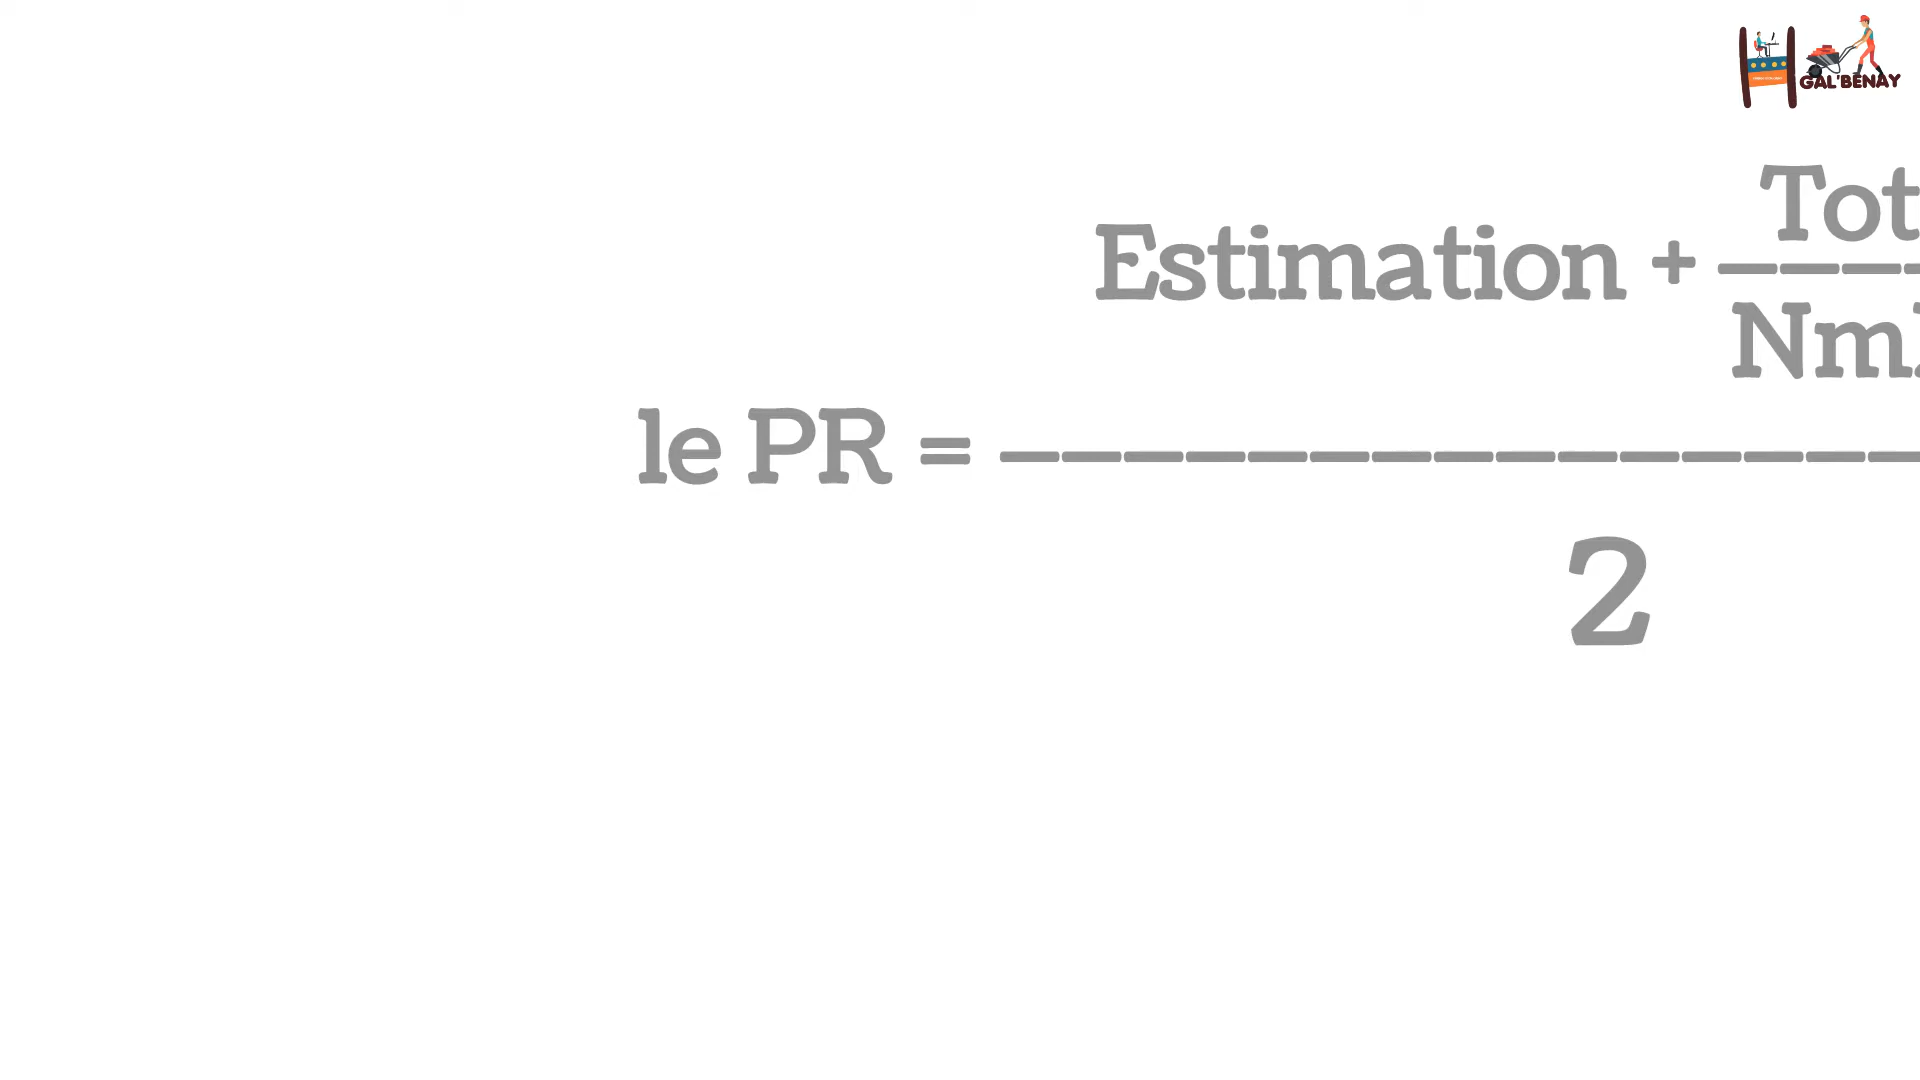 GAL'BENAY
Tot
Estimation + ————
Nm
le PR = ———————————————
2